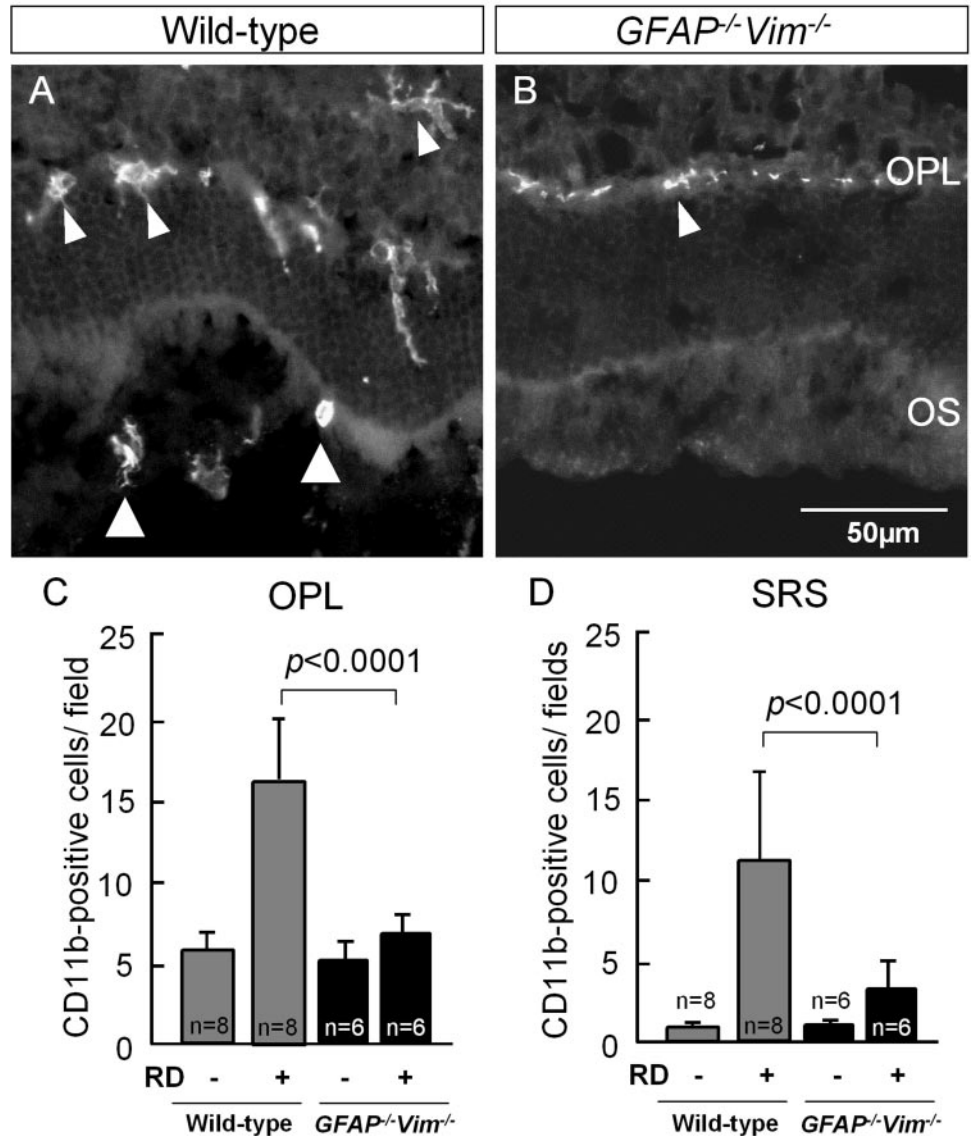 Wild-type
GFAP-/-Vim-/-
A
B
OPL
OS
50µm
C
OPL
CD11b-positive cells/ field
25
20
15
10
5
0
p<0.0001
n=8
n=8
n=6
n=6
RD
-
+
-
+
Wild-type
GFAP-/-Vim-/-
D
SRS
CD11b-positive cells/ fields
25
20
15
10
5
0
p<0.0001
n=8
n=8
n=6
n=6
RD
-
+
-
+
Wild-type
GFAP-/-Vim-/-